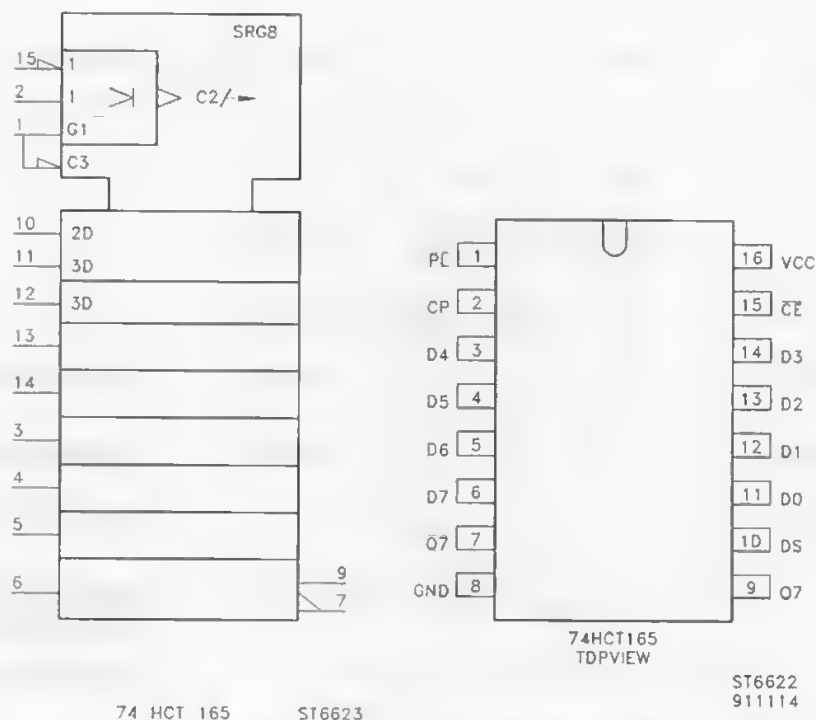 SRG8
15 1
2 1
≥1
C2/→
1 G1
C3
10 2D
11 3D
12 3D
13
14
3
4
5
6
9
7
74 HCT 165 ST6623
PE 1
CP 2
D4 3
D5 4
D6 5
D7 6
Q7 7
GND 8
16 VCC
15 CE
14 D3
13 D2
12 D1
11 D0
10 DS
9 Q7
74HCT165
TOPVIEW
ST6622
911114